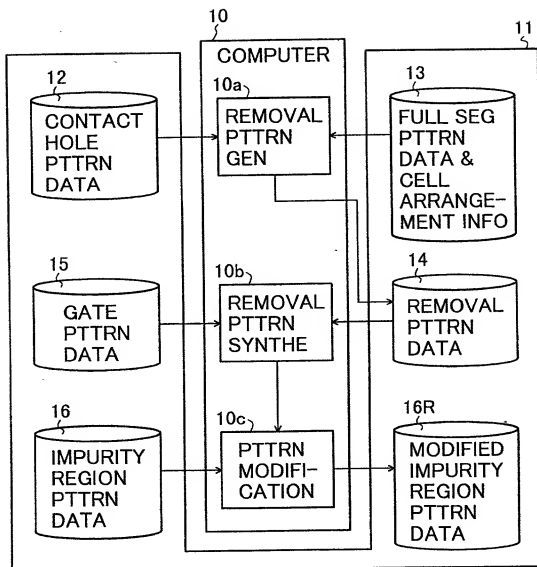 10
COMPUTER
11
12
CONTACT
HOLE
PTTRN
DATA
10a
REMOVAL
PTTRN
GEN
13
FULL SEG
PTTRN
DATA &
CELL
ARRANGE-
MENT INFO
15
GATE
PTTRN
DATA
10b
REMOVAL
PTTRN
SYNTHE
14
REMOVAL
PTTRN
DATA
16
IMPURITY
REGION
PTTRN
DATA
10c
PTTRN
MODIFI-
CATION
16R
MODIFIED
IMPURITY
REGION
PTTRN
DATA